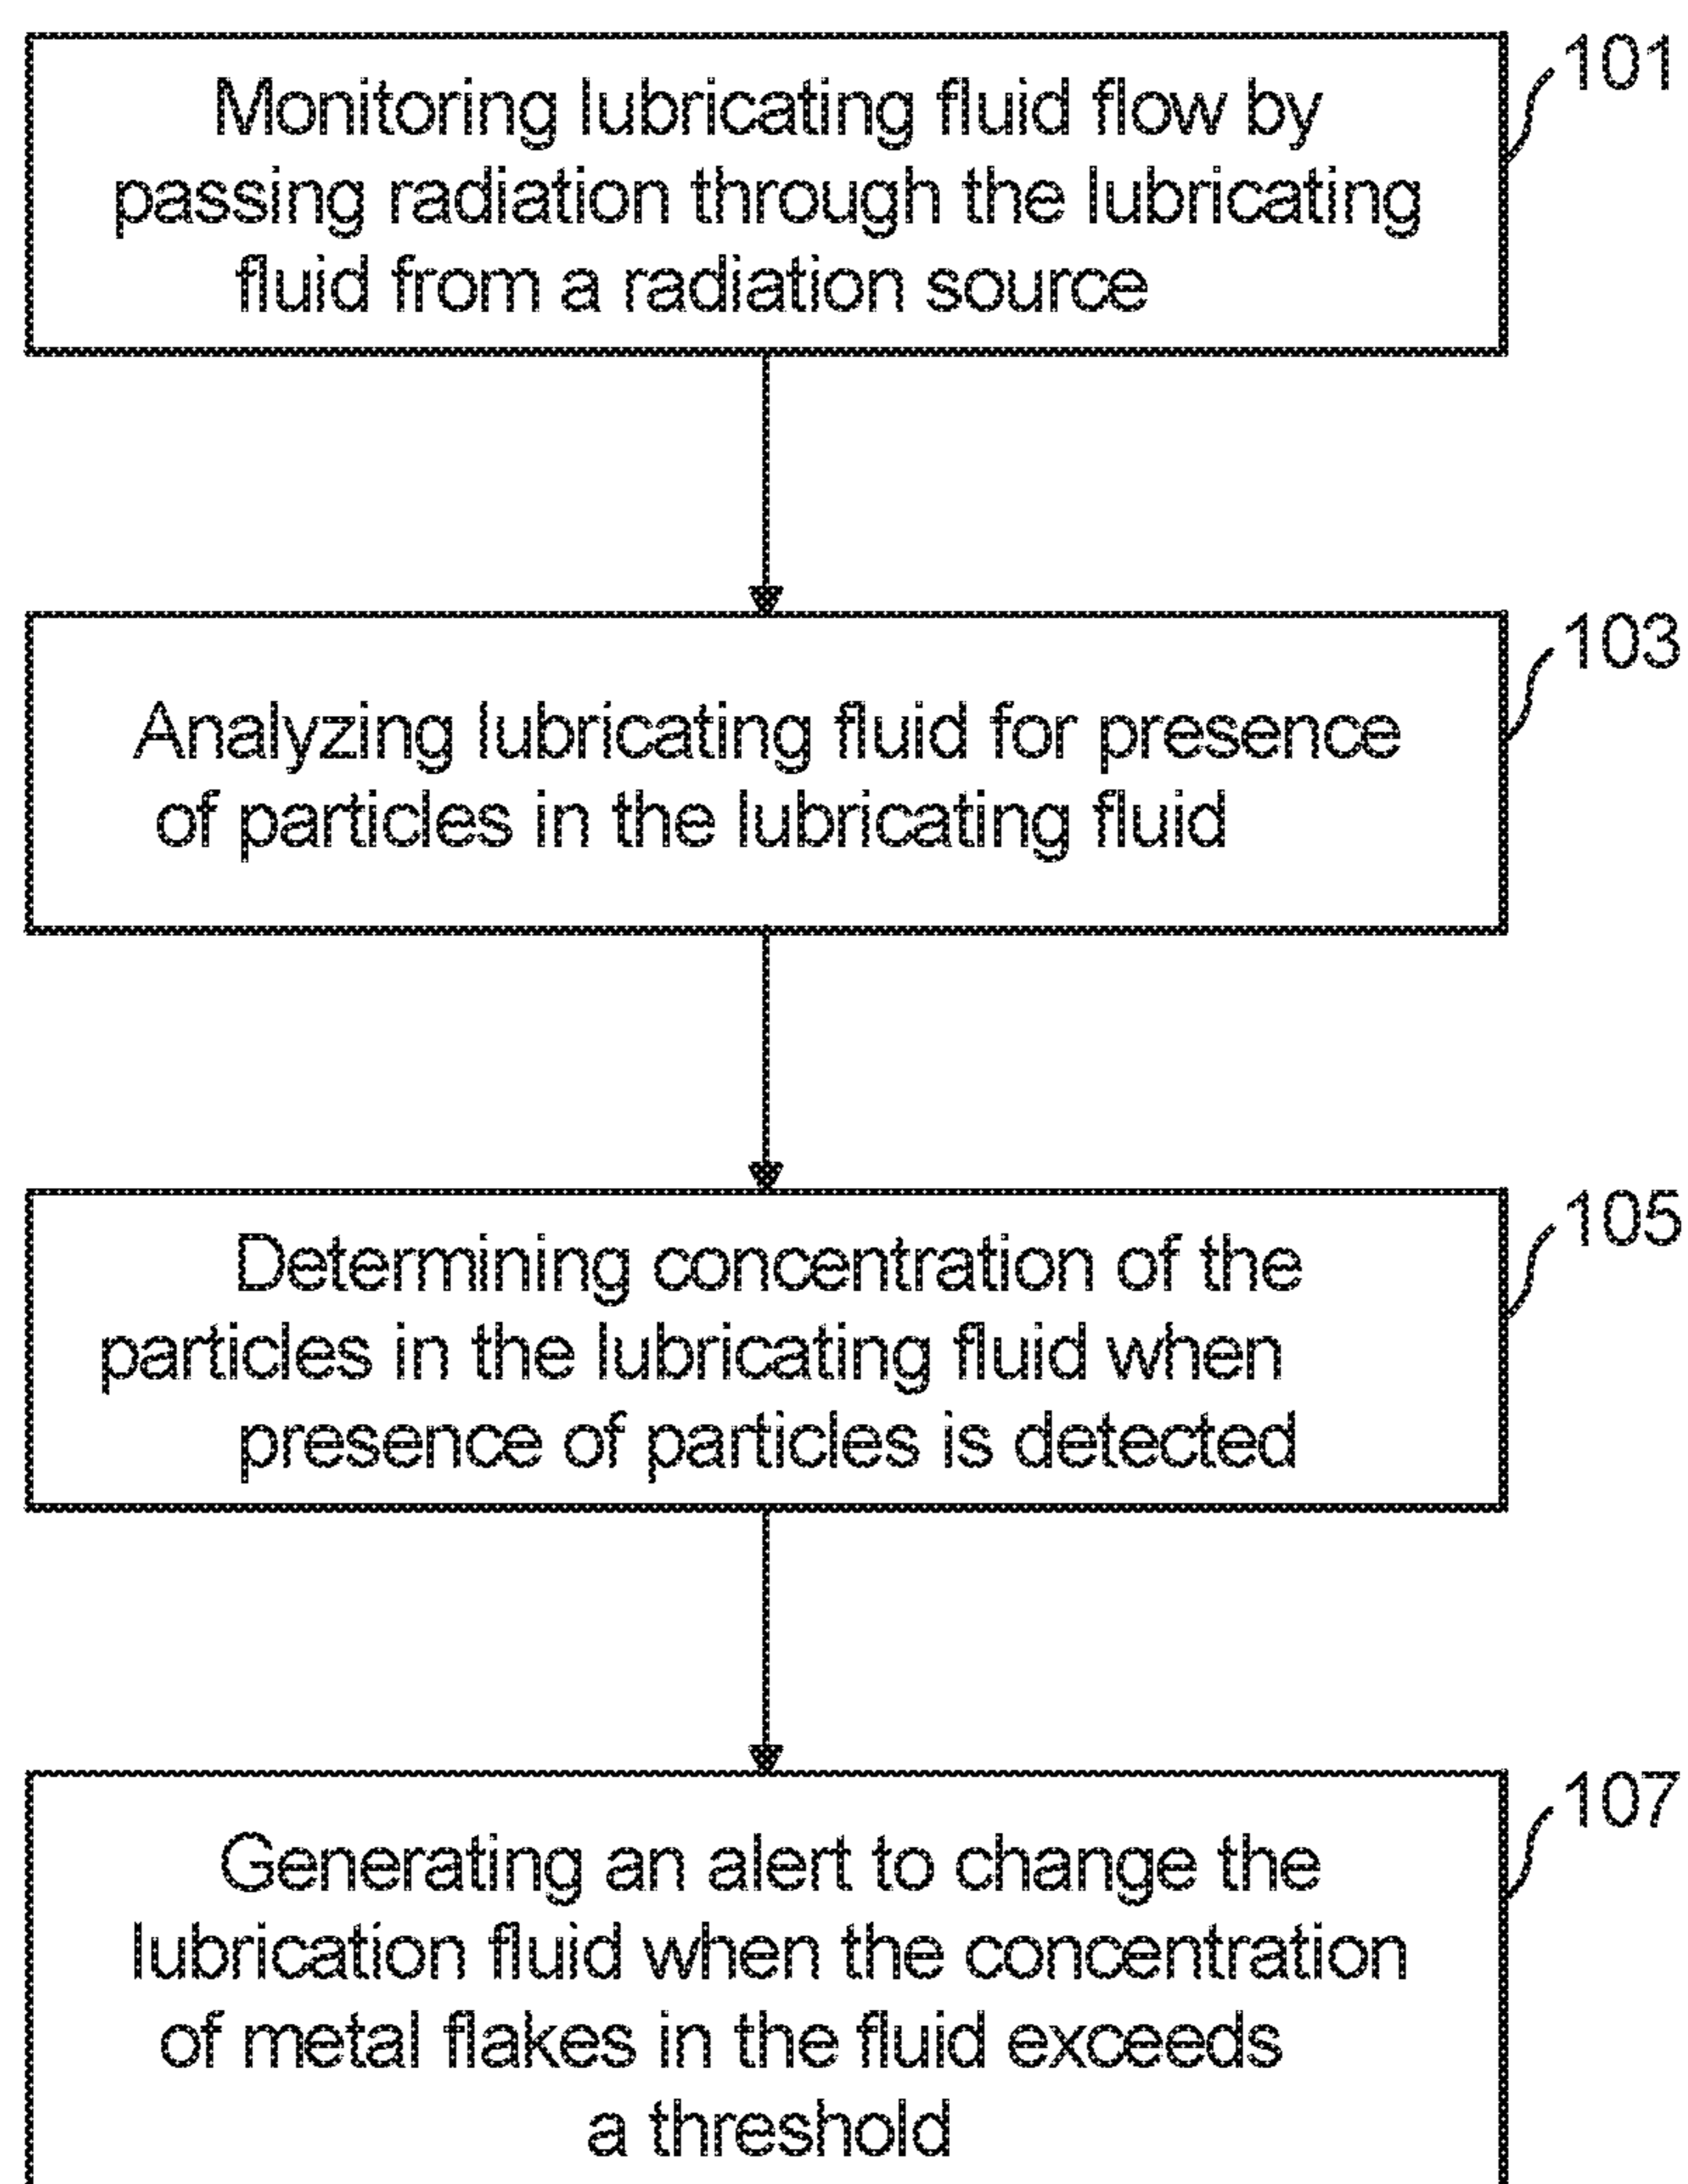 Monitoring lubricating fluid flow by
passing radiation through the lubricating
fluid from a radiation source
101
Analyzing lubricating fluid for presence
of particles in the lubricating fluid
103
Determining concentration of the
particles in the lubricating fluid when
presence of particles is detected
105
Generating an alert to change the
lubrication fluid when the concentration
of metal flakes in the fluid exceeds
a threshold
107